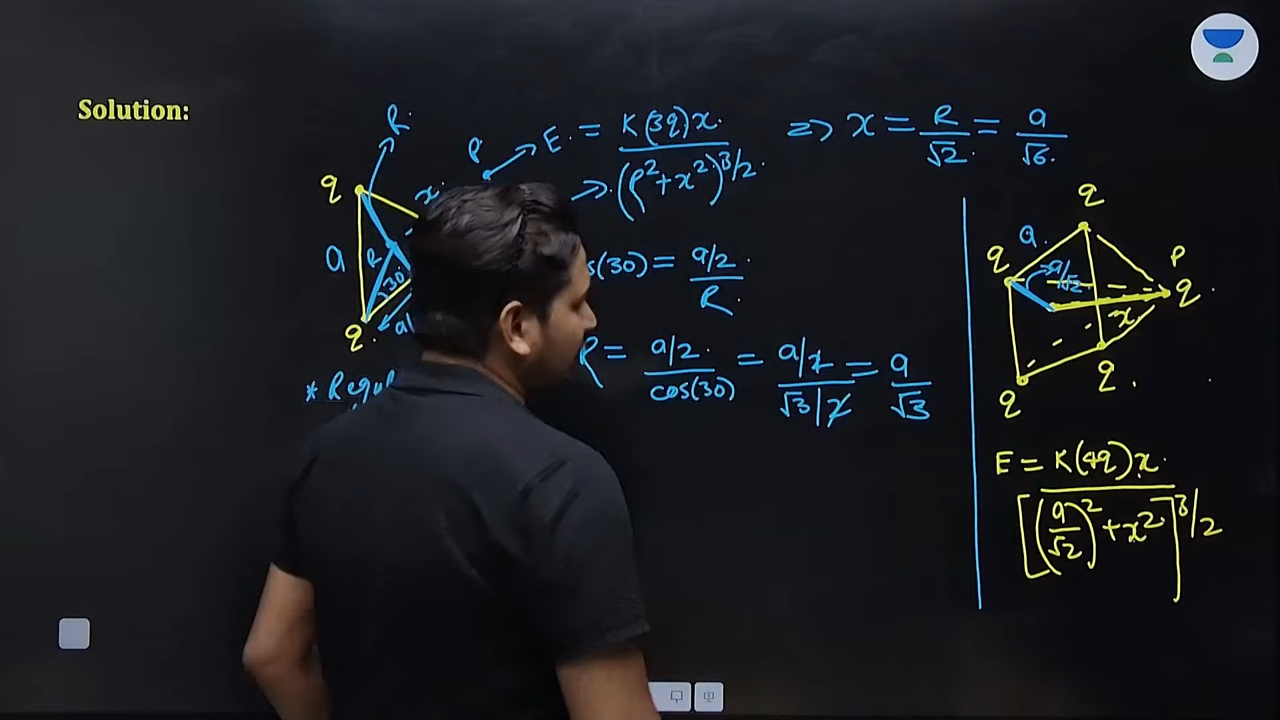 Solution:
R.
q
P
x
a
R
30
q
E. = K(3q)x. / (R²+x²)^3/2
=> x = R/√2 = a/√6
(30) = a/2 / R.
R = a/2 / cos(30) = a/2 / √3/2 = a/√3
* Regul
q
a.
q
a/√2
P
q
x
q
q
E = K(4q)x. / [(a/√2)² + x²]^3/2